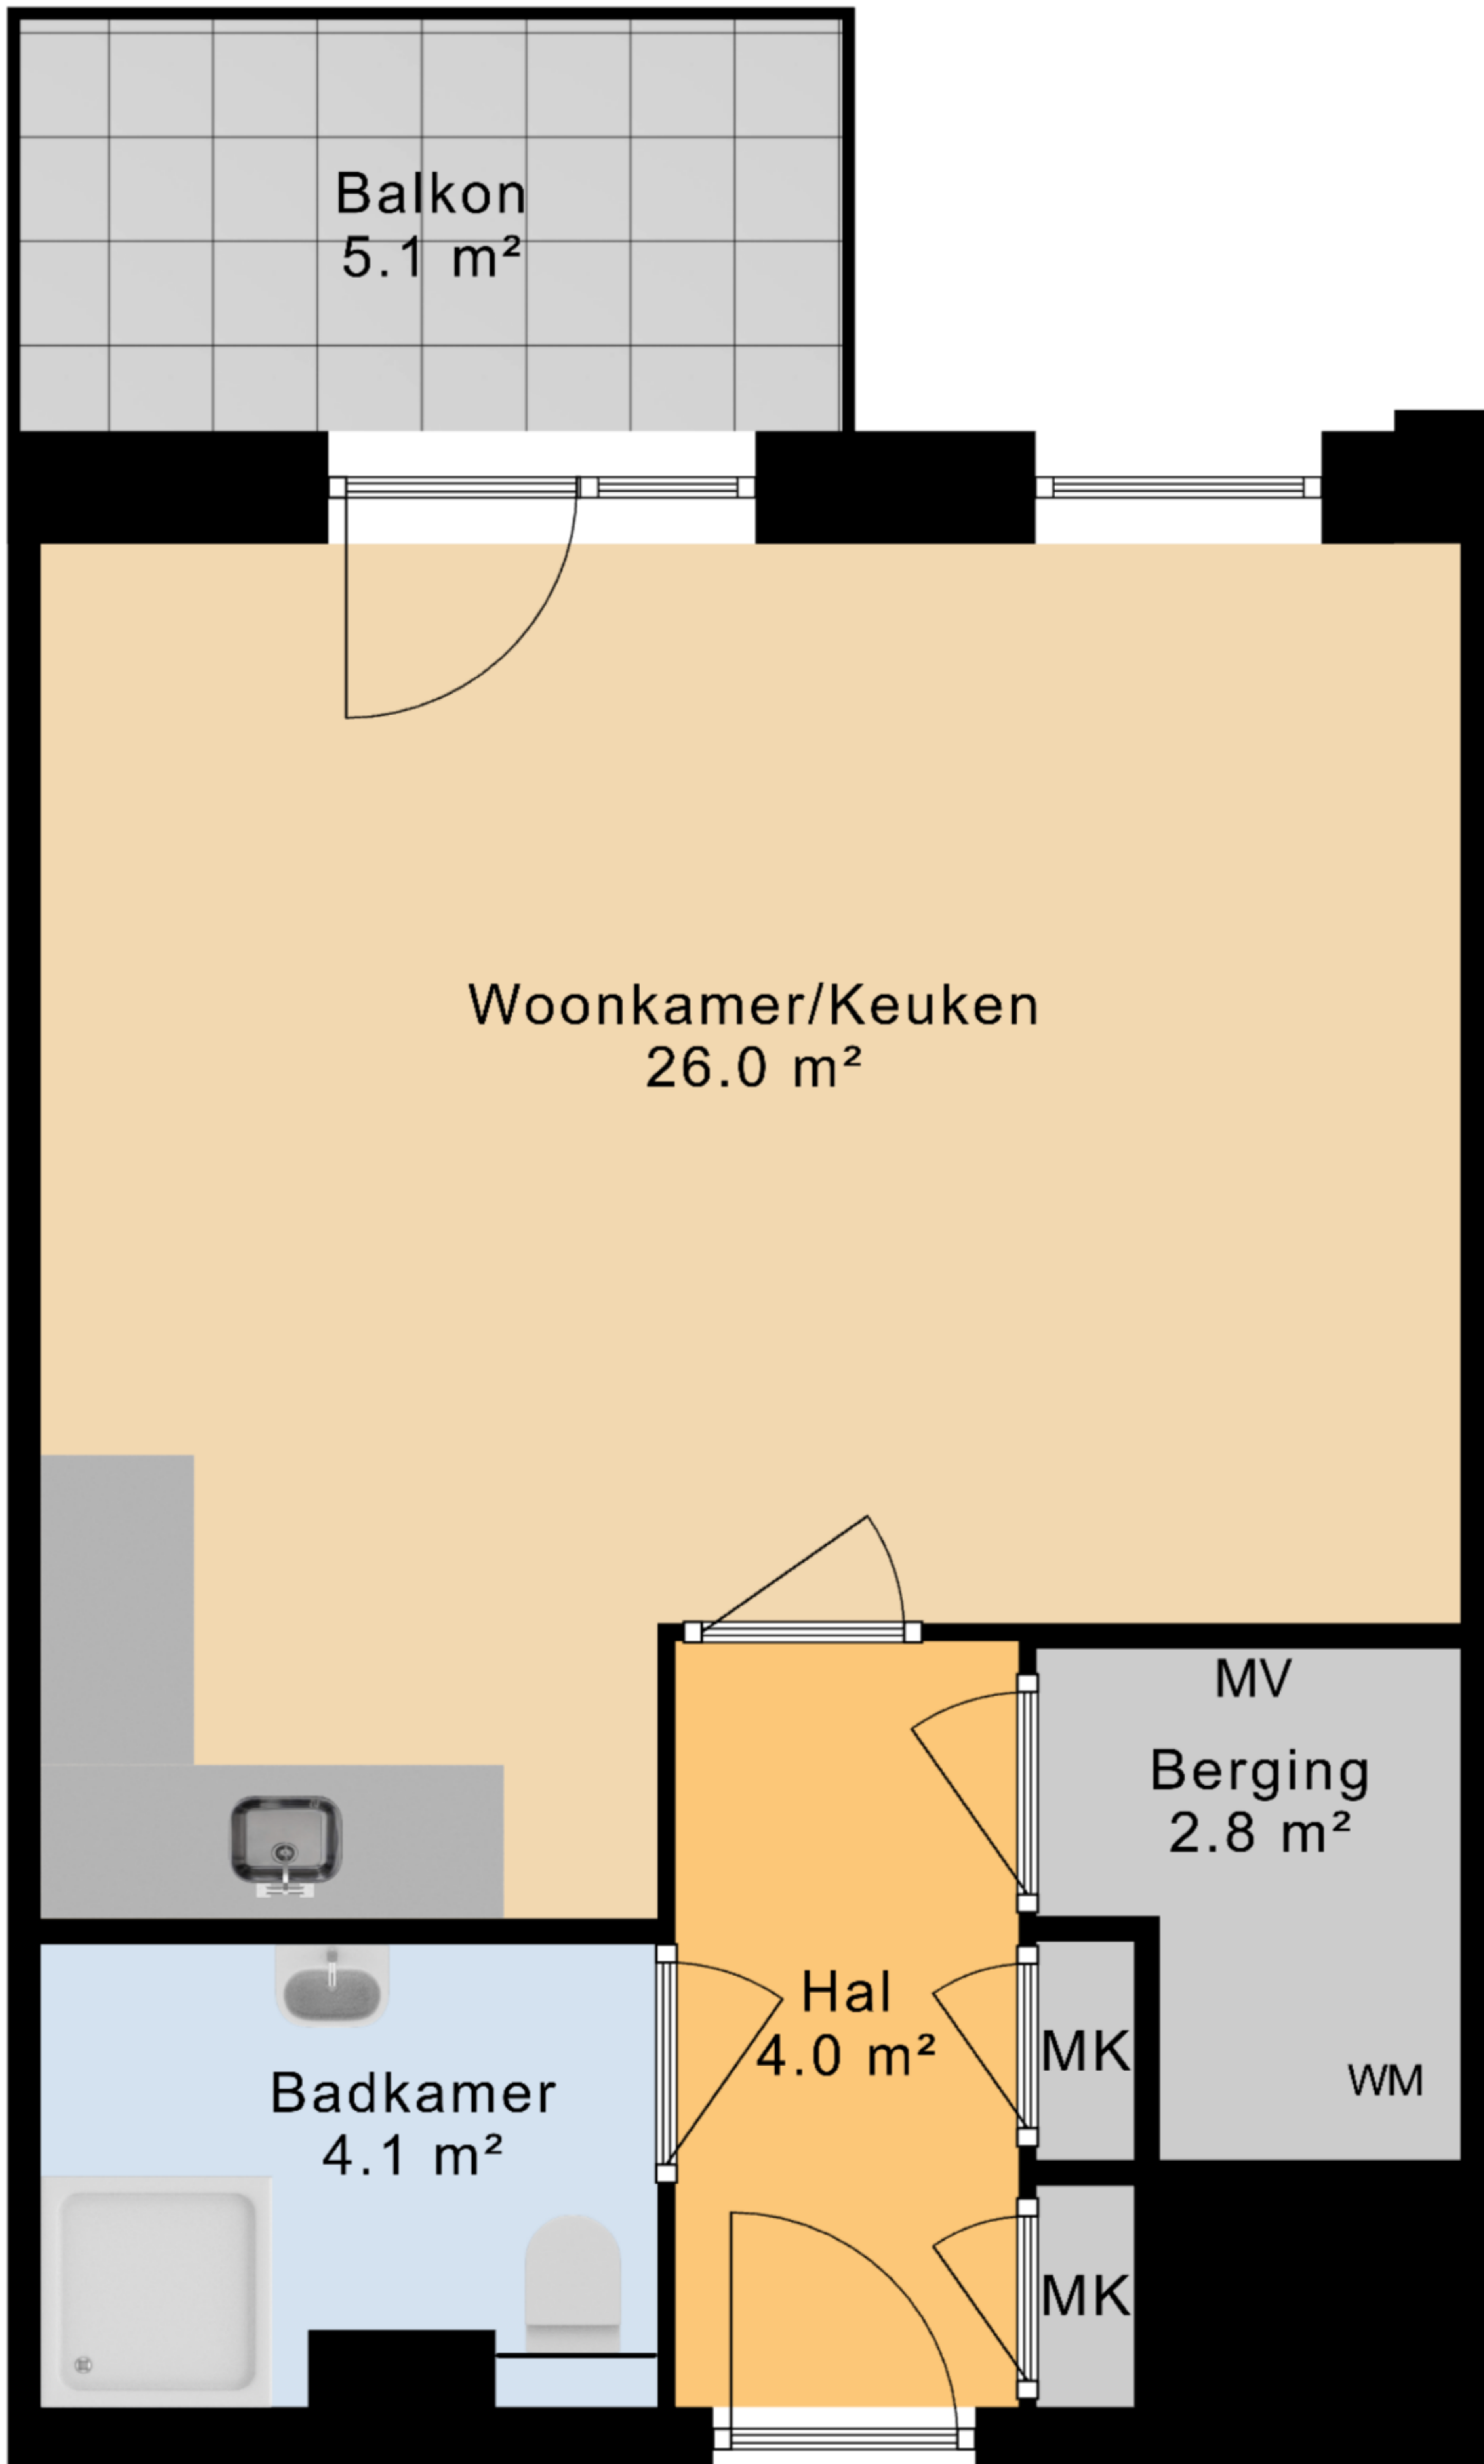 Balkon
5.1 m²
Woonkamer/Keuken
26.0 m²
MV
Berging
2.8 m²
Hal
4.0 m²
MK
WM
Badkamer
4.1 m²
MK